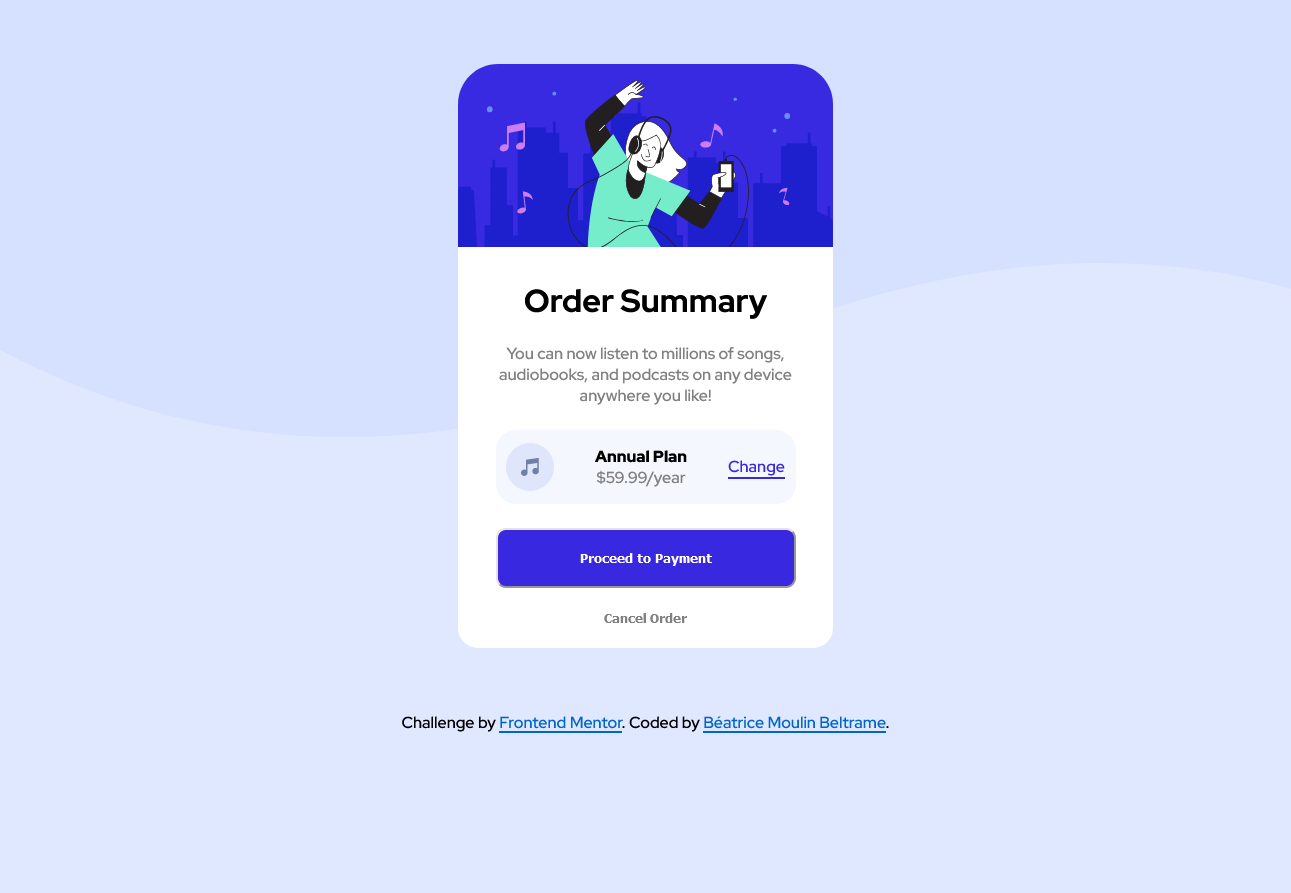 Order Summary
You can now listen to millions of songs,
audiobooks, and podcasts on any device
anywhere you like!
Annual Plan
$59.99/year
Change
Proceed to Payment
Cancel Order
Challenge by Frontend Mentor. Coded by Béatrice Moulin Beltrame.